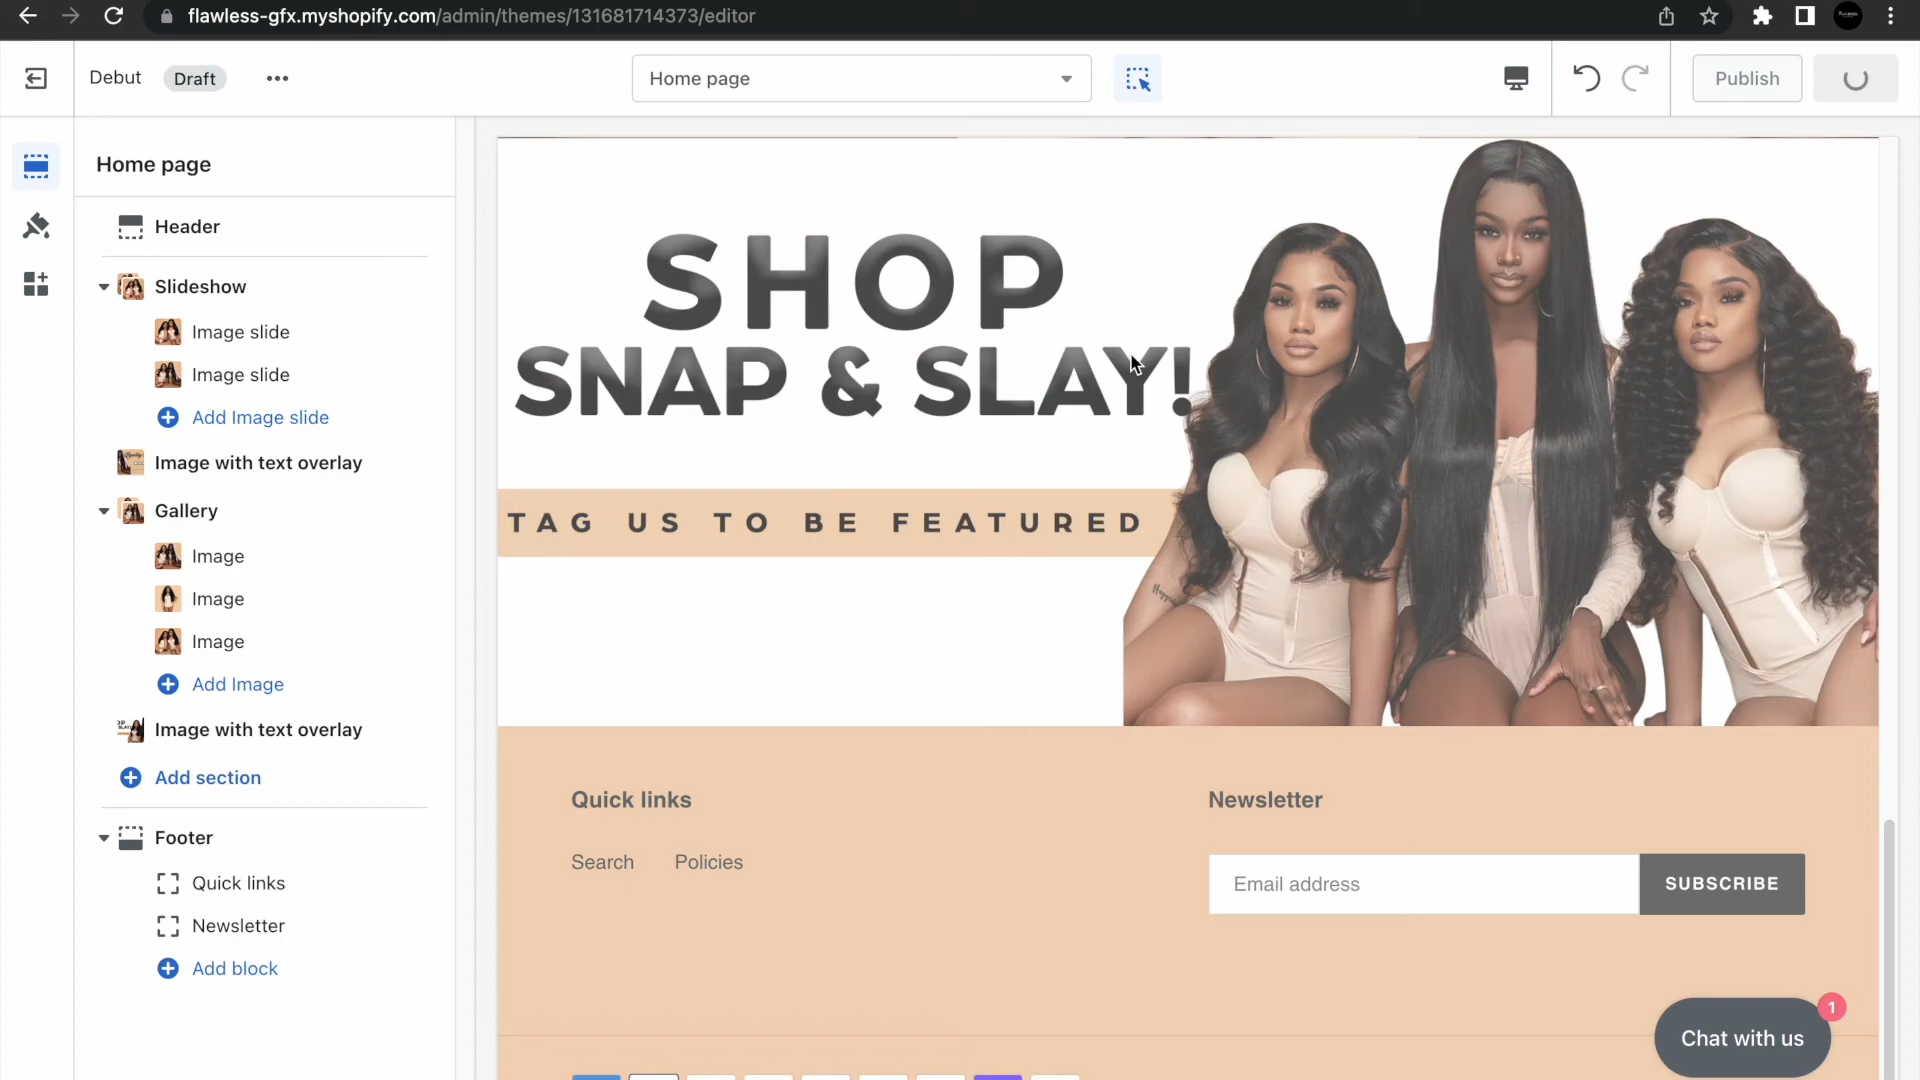 flawless-gfx.myshopify.com/admin/themes/131681714373/editor
Debut
Draft
Home page
Publish
Home page
Header
Slideshow
Image slide
Image slide
Add Image slide
Image with text overlay
Gallery
Image
Image
Image
Add Image
Image with text overlay
Add section
Footer
Quick links
Newsletter
Add block
SHOP
SNAP & SLAY!
TAG US TO BE FEATURED
Quick links
Search
Policies
Newsletter
Email address
SUBSCRIBE
1
Chat with us